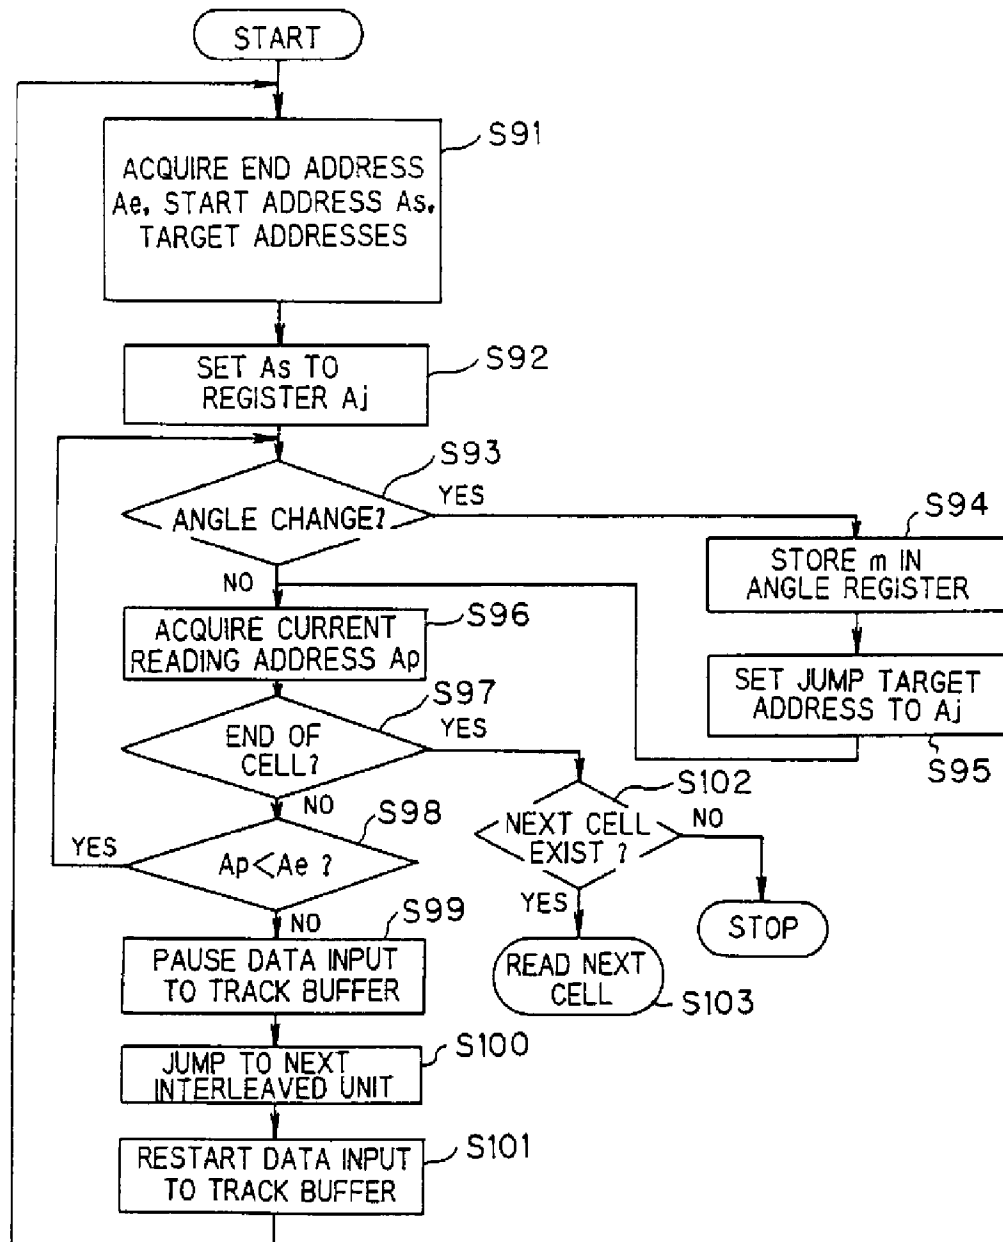 START
S91
ACQUIRE END ADDRESS
Ae, START ADDRESS As,
TARGET ADDRESSES
S92
SET As TO
REGISTER Aj
S93
ANGLE CHANGE?
YES
NO
S94
STORE m IN
ANGLE REGISTER
SET JUMP TARGET
ADDRESS TO Aj
S95
S96
ACQUIRE CURRENT
READING ADDRESS Ap
S97
END OF
CELL?
YES
NO
S98
Ap<Ae ?
YES
NO
S102
NEXT CELL
EXIST ?
NO
YES
STOP
READ NEXT
CELL
S103
S99
PAUSE DATA INPUT
TO TRACK BUFFER
S100
JUMP TO NEXT
INTERLEAVED UNIT
S101
RESTART DATA INPUT
TO TRACK BUFFER